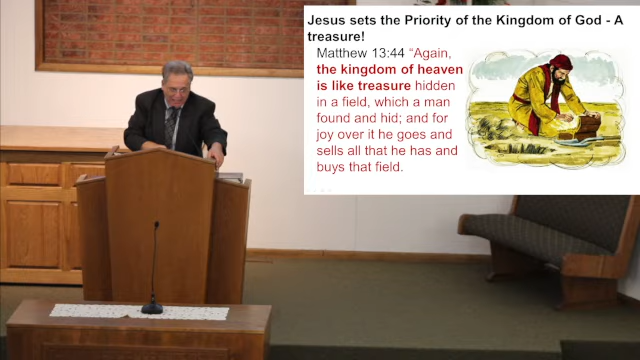 Jesus sets the Priority of the Kingdom of God - A
treasure!
Matthew 13:44 “Again,
the kingdom of heaven
is like treasure hidden
in a field, which a man
found and hid; and for
joy over it he goes and
sells all that he has and
buys that field.